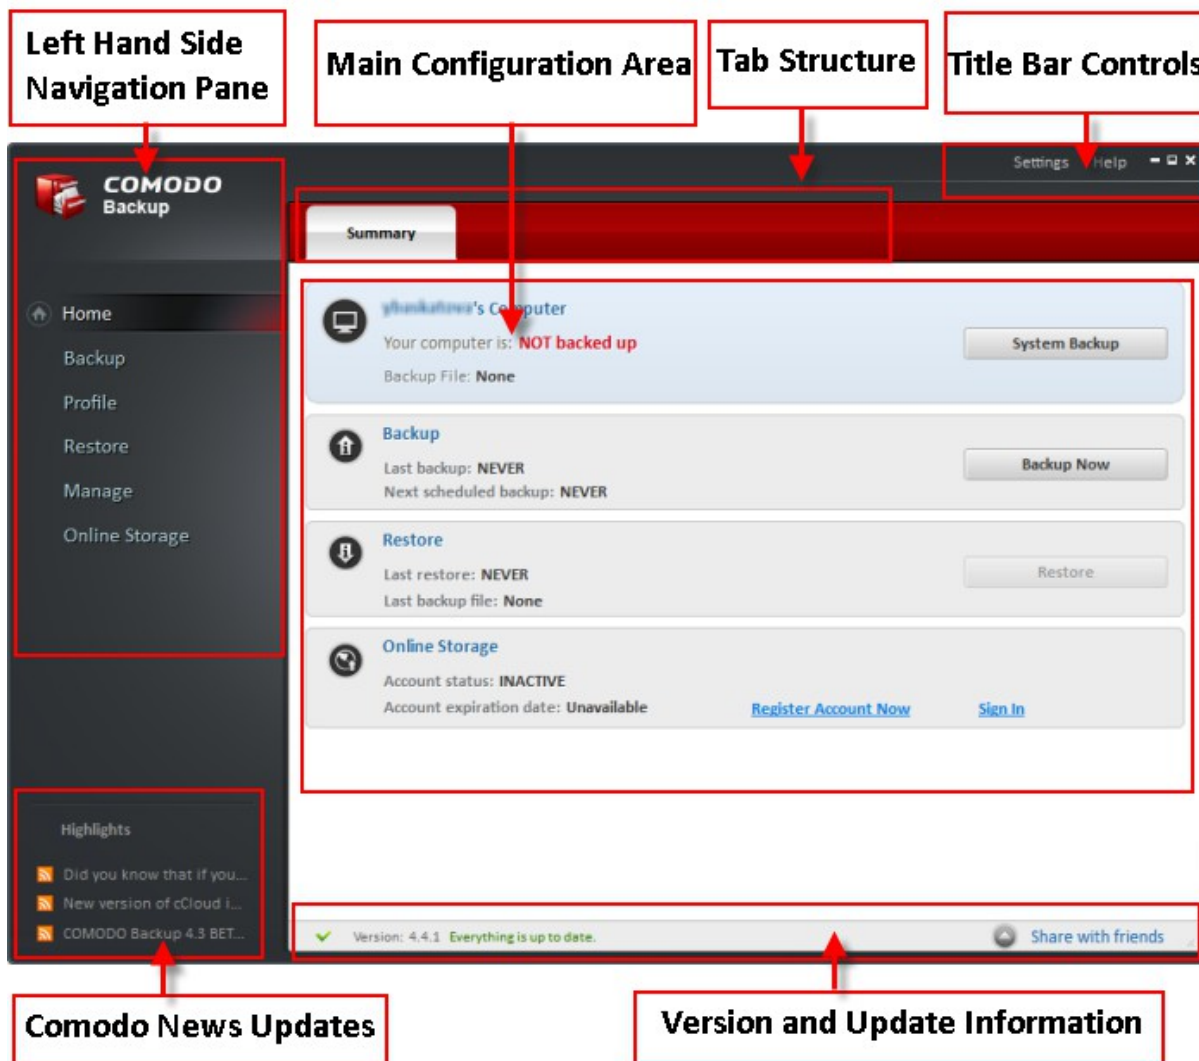 Left Hand Side
Navigation Pane
Main Configuration Area
Tab Structure
Title Bar Controls
COMODO
Backup
Settings
Help
Summary
Home
Backup
Profile
Restore
Manage
Online Storage
's Computer
Your computer is: NOT backed up
Backup File: None
System Backup
Backup
Last backup: NEVER
Next scheduled backup: NEVER
Backup Now
Restore
Last restore: NEVER
Last backup file: None
Restore
Online Storage
Account status: INACTIVE
Account expiration date: Unavailable
Register Account Now
Sign In
Highlights
Did you know that if you...
New version of cCloud i...
COMODO Backup 4.3 BET...
Version: 4.4.1 Everything is up to date.
Share with friends
Comodo News Updates
Version and Update Information